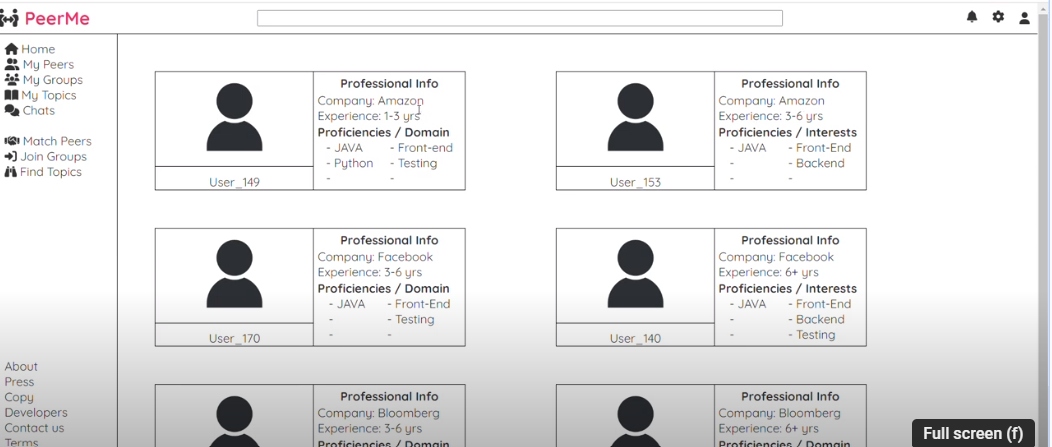 PeerMe
Home
My Peers
My Groups
My Topics
Chats
Match Peers
Join Groups
Find Topics
About
Press
Copy
Developers
Contact us
Terms
Professional Info
Company: Amazon
Experience: 1-3 yrs
Proficiencies / Domain
- JAVA - Front-end
- Python - Testing
- -
User_149
Professional Info
Company: Amazon
Experience: 3-6 yrs
Proficiencies / Interests
- JAVA - Front-End
- - Backend
- -
User_153
Professional Info
Company: Facebook
Experience: 3-6 yrs
Proficiencies / Domain
- JAVA - Front-End
- - Testing
- -
User_170
Professional Info
Company: Facebook
Experience: 6+ yrs
Proficiencies / Interests
- JAVA - Front-End
- - Backend
- - Testing
User_140
Professional Info
Company: Bloomberg
Experience: 3-6 yrs
Proficiencies / Domain
Professional Info
Company: Bloomberg
Experience: 6+ yrs
Proficiencies / Domain
Full screen (f)